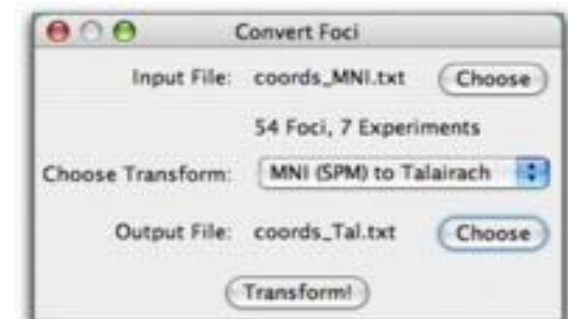 Convert Foci
Input File: coords_MNI.txt Choose
54 Foci, 7 Experiments
Choose Transform: MNI (SPM) to Talairach
Output File: coords_Tal.txt Choose
Transform!